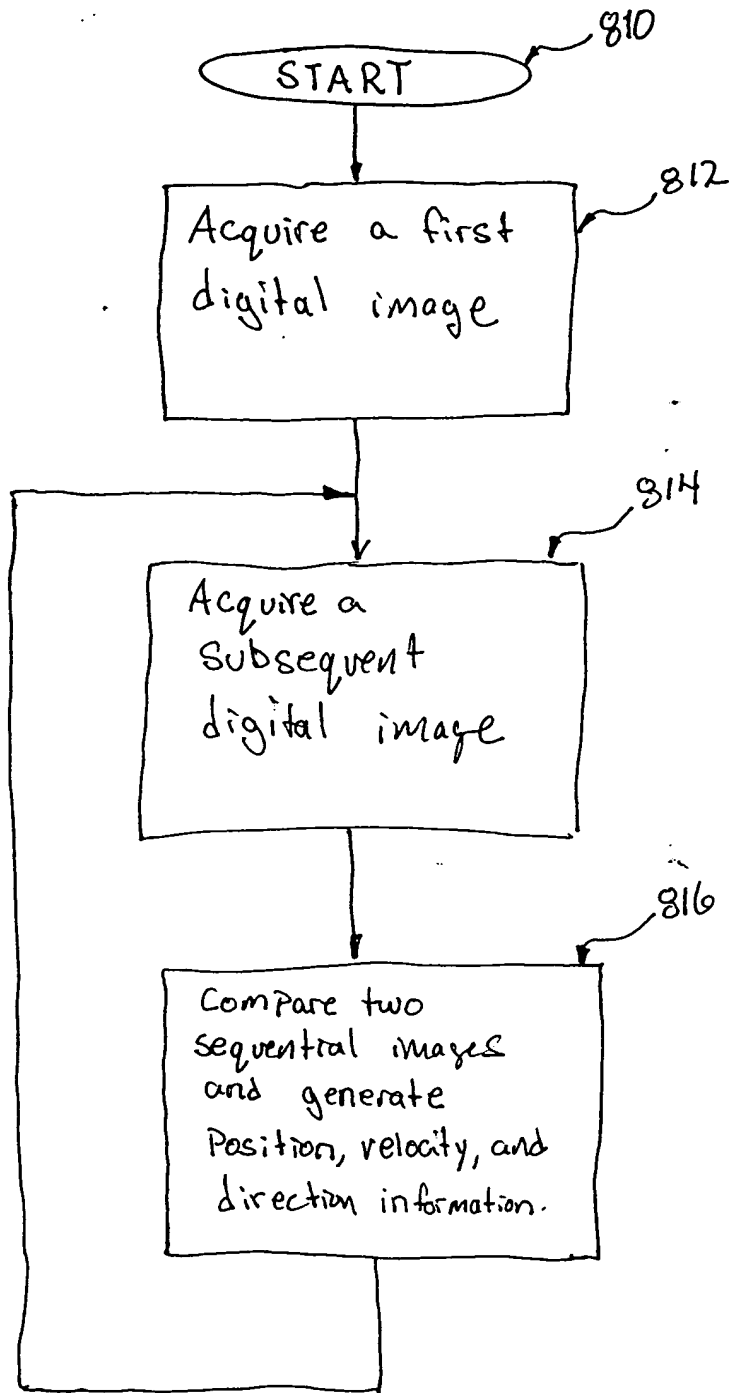 810
START
812
Acquire a first
digital image
814
Acquire a
subsequent
digital image
816
Compare two
sequential images
and generate
Position, velocity, and
direction information.